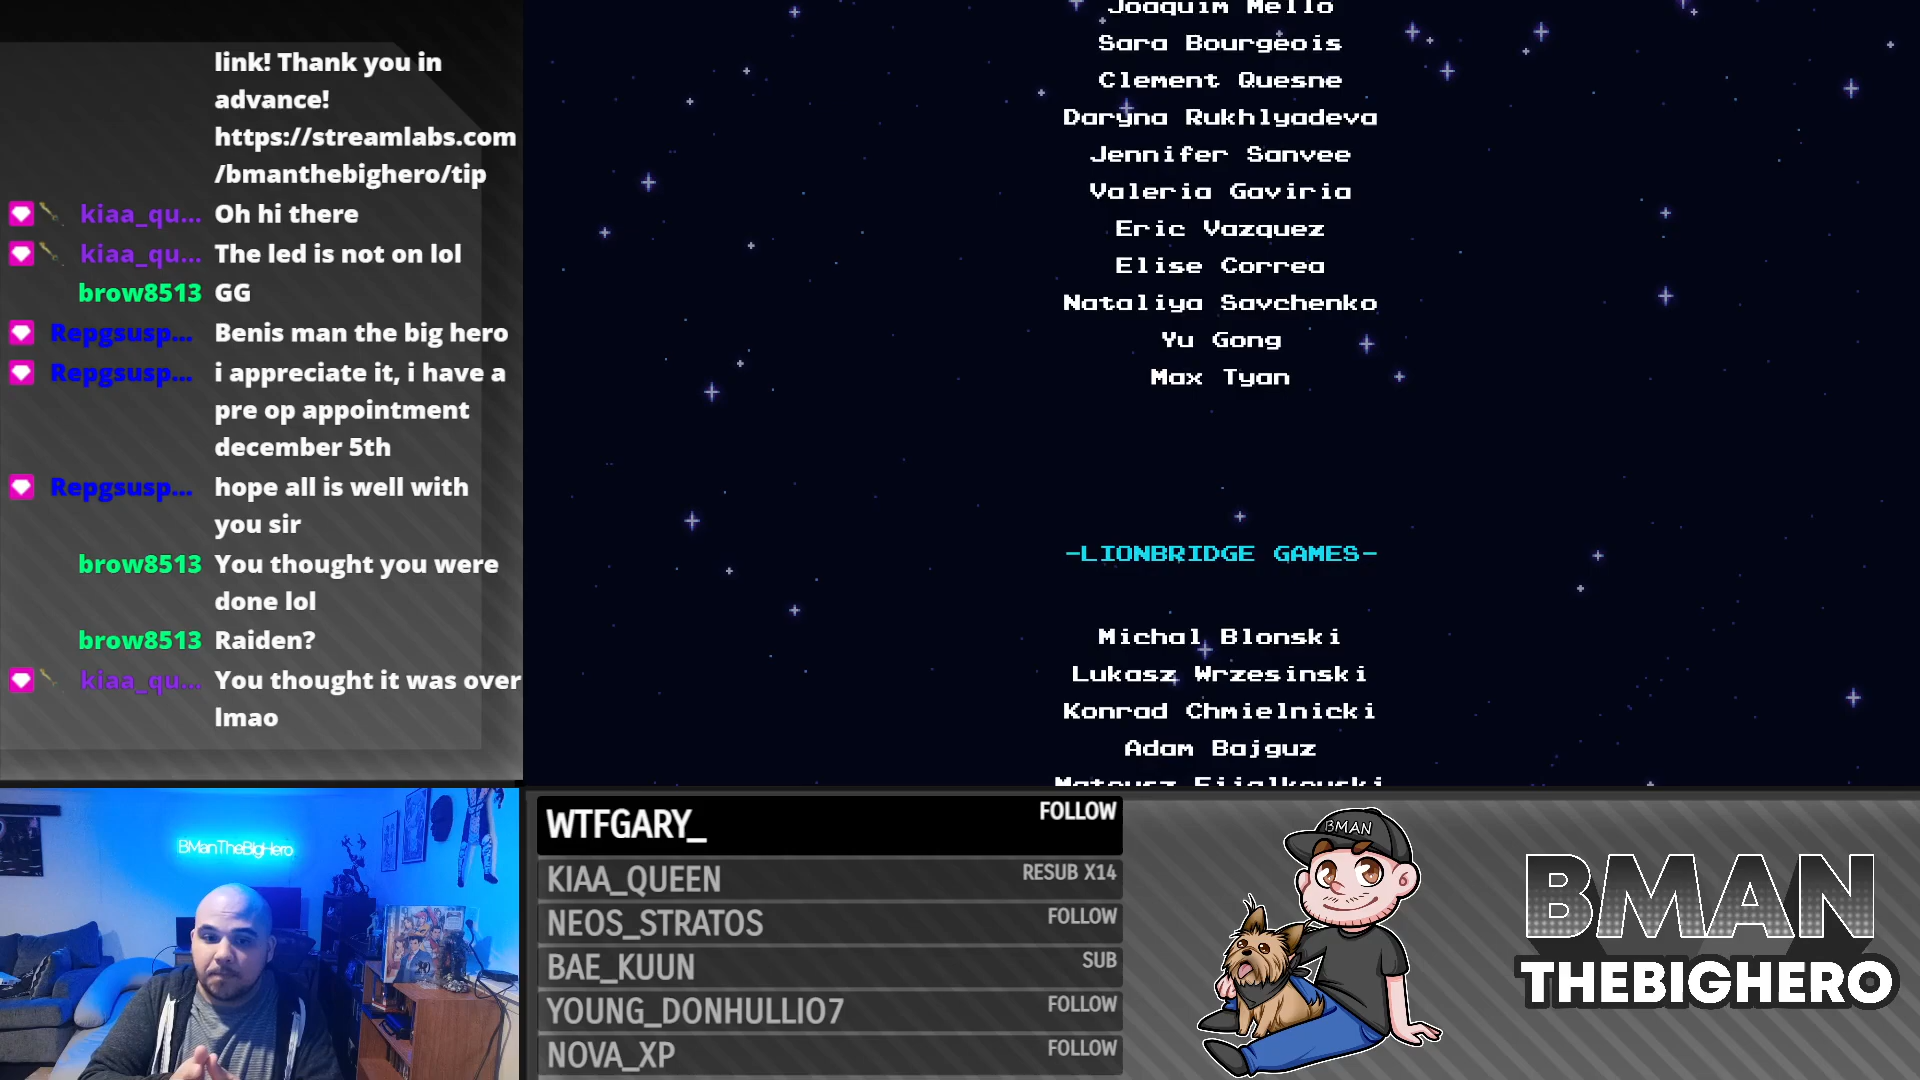 link! Thank you in
advance!
https://streamlabs.com
/bmanthebighero/tip
kiaa_qu... Oh hi there
kiaa_qu... The led is not on lol
brow8513 GG
Repgsusp... Benis man the big hero
Repgsusp... i appreciate it, i have a
pre op appointment
december 5th
Repgsusp... hope all is well with
you sir
brow8513 You thought you were
done lol
brow8513 Raiden?
kiaa_qu... You thought it was over
lmao
Joaquim Mello
Sara Bourgeois
Clement Quesne
Daryna Rukhlyadeva
Jennifer Sanvee
Valeria Gaviria
Eric Vazquez
Elise Correa
Nataliya Savchenko
Yu Gong
Max Tyan
-LIONBRIDGE GAMES-
Michal Blonski
Lukasz Wrzesinski
Konrad Chmielnicki
Adam Bajguz
Mateusz Fijalkowski
BManTheBigHero
WTFGARY_ FOLLOW
KIAA_QUEEN RESUB X14
NEOS_STRATOS FOLLOW
BAE_KUUN SUB
YOUNG_DONHULLIO7 FOLLOW
NOVA_XP FOLLOW
BMAN
BMAN
THEBIGHERO